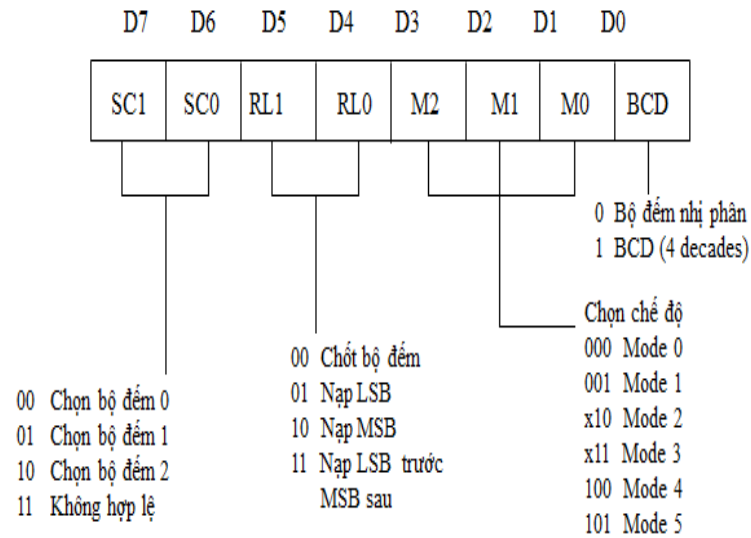 D7 D6 D5 D4 D3 D2 D1 D0
SC1 SC0 RL1 RL0 M2 M1 M0 BCD
0 Bộ đếm nhị phân
1 BCD (4 decades)
Chọn chế độ
000 Mode 0
001 Mode 1
x10 Mode 2
x11 Mode 3
100 Mode 4
101 Mode 5
00 Chốt bộ đếm
01 Nạp LSB
10 Nạp MSB
11 Nạp LSB trước
MSB sau
00 Chọn bộ đếm 0
01 Chọn bộ đếm 1
10 Chọn bộ đếm 2
11 Không hợp lệ